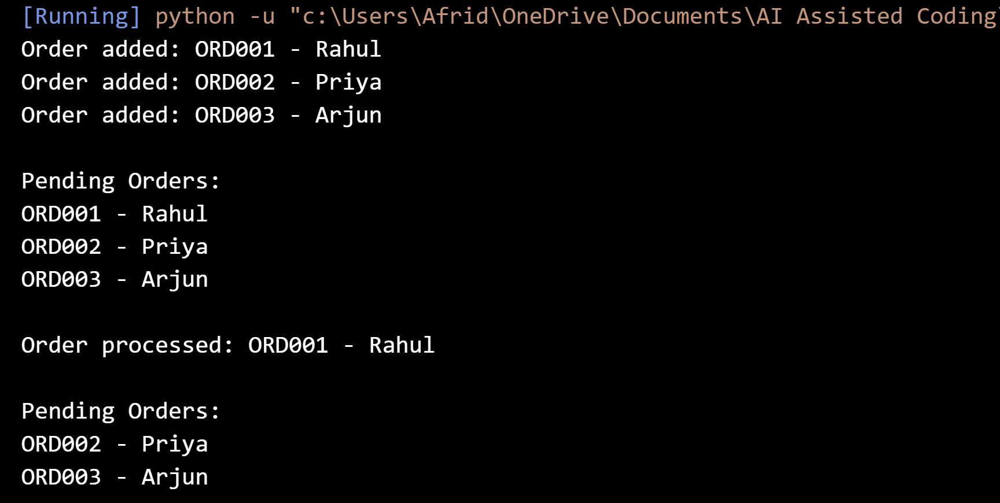 [Running] python -u "c:\Users\Afrid\OneDrive\Documents\AI Assisted Coding\
Order added: ORD001 - Rahul
Order added: ORD002 - Priya
Order added: ORD003 - Arjun
Pending Orders:
ORD001 - Rahul
ORD002 - Priya
ORD003 - Arjun
Order processed: ORD001 - Rahul
Pending Orders:
ORD002 - Priya
ORD003 - Arjun